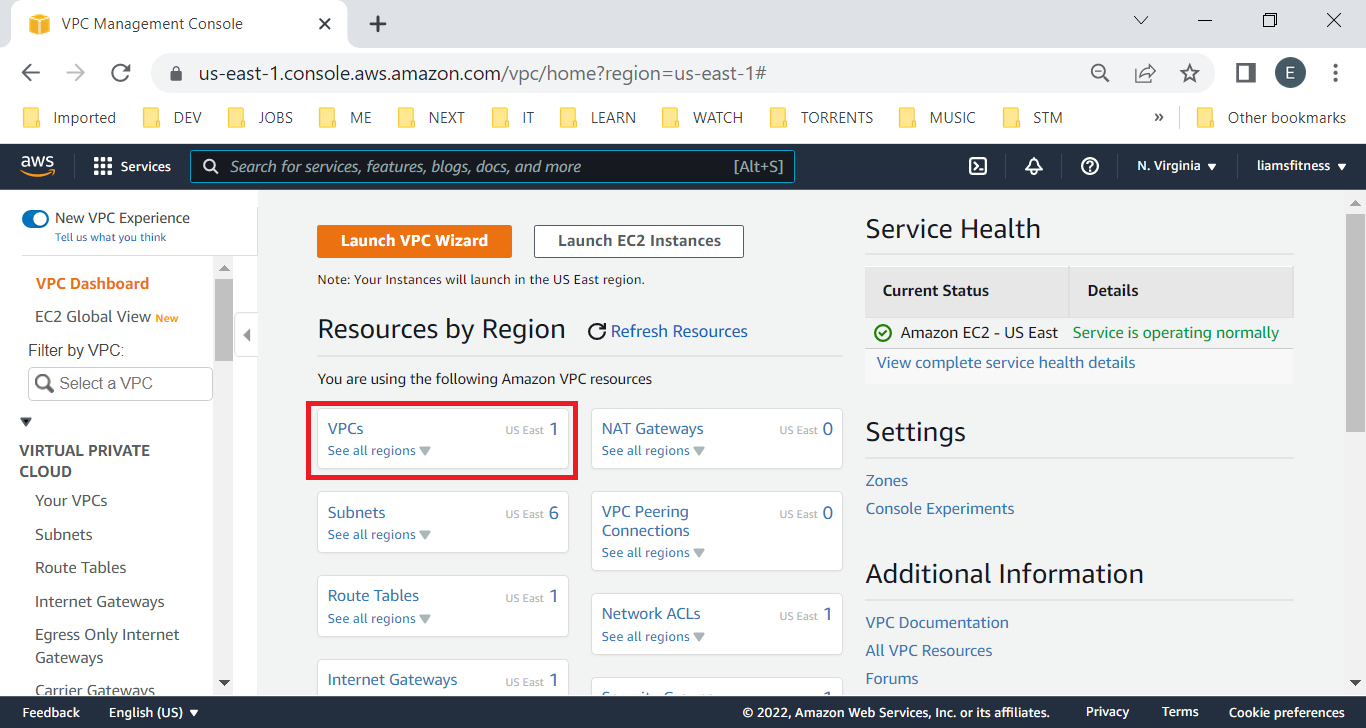 VPC Management Console
us-east-1.console.aws.amazon.com/vpc/home?region=us-east-1#
E
Imported
DEV
JOBS
ME
NEXT
IT
LEARN
WATCH
TORRENTS
MUSIC
STM
»
Other bookmarks
aws
Services
Search for services, features, blogs, docs, and more
[Alt+S]
N. Virginia
liamsfitness
New VPC Experience
Tell us what you think
VPC Dashboard
EC2 Global View New
Filter by VPC:
Select a VPC
VIRTUAL PRIVATE
CLOUD
Your VPCs
Subnets
Route Tables
Internet Gateways
Egress Only Internet
Gateways
Carrier Gateways
Launch VPC Wizard
Launch EC2 Instances
Note: Your Instances will launch in the US East region.
Resources by Region
Refresh Resources
You are using the following Amazon VPC resources
VPCs US East 1
See all regions
NAT Gateways US East 0
See all regions
Subnets US East 6
See all regions
VPC Peering US East 0
Connections
See all regions
Route Tables US East 1
See all regions
Network ACLs US East 1
See all regions
Internet Gateways US East 1
Service Health
Current Status Details
Amazon EC2 - US East Service is operating normally
View complete service health details
Settings
Zones
Console Experiments
Additional Information
VPC Documentation
All VPC Resources
Forums
Feedback
English (US)
© 2022, Amazon Web Services, Inc. or its affiliates.
Privacy
Terms
Cookie preferences